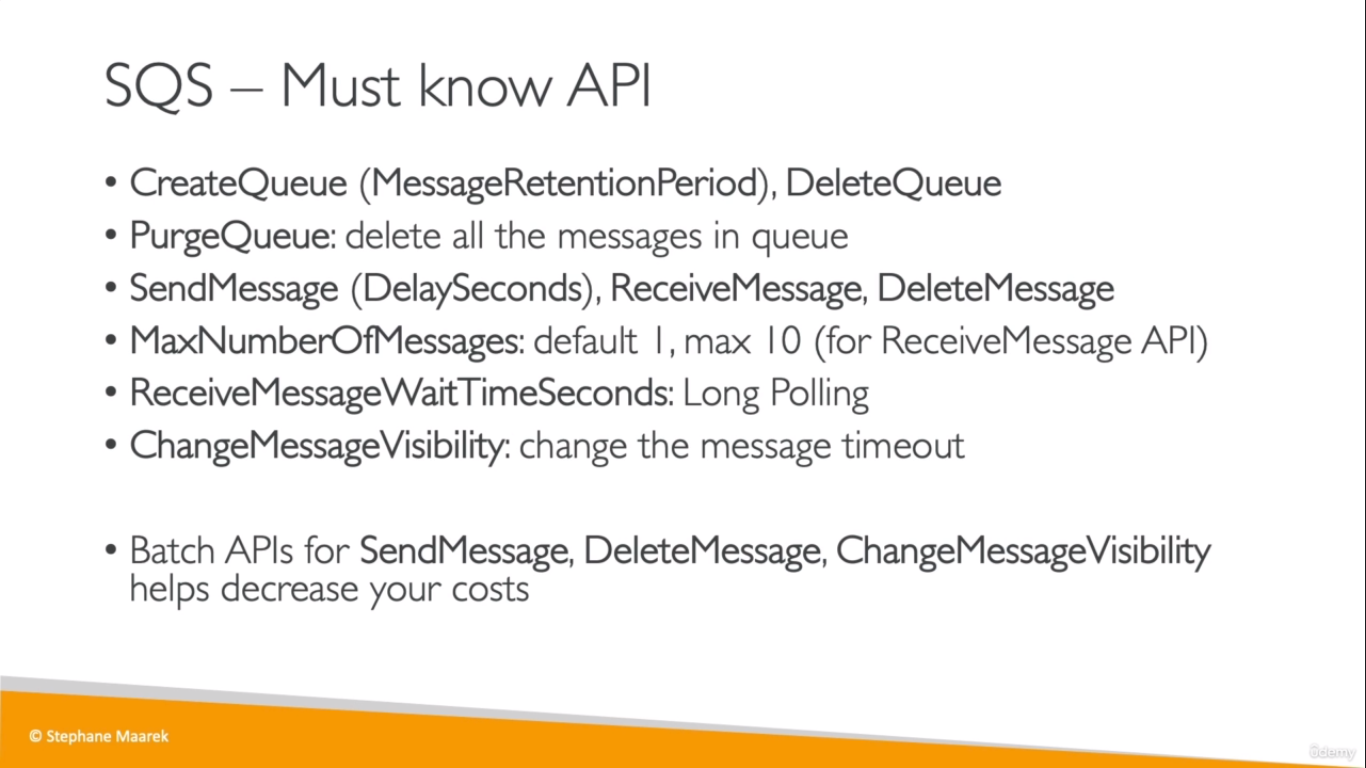 SQS – Must know API
• CreateQueue (MessageRetentionPeriod), DeleteQueue
• PurgeQueue: delete all the messages in queue
• SendMessage (DelaySeconds), ReceiveMessage, DeleteMessage
• MaxNumberOfMessages: default 1, max 10 (for ReceiveMessage API)
• ReceiveMessageWaitTimeSeconds: Long Polling
• ChangeMessageVisibility: change the message timeout
• Batch APIs for SendMessage, DeleteMessage, ChangeMessageVisibility
helps decrease your costs
© Stephane Maarek
ûdemy